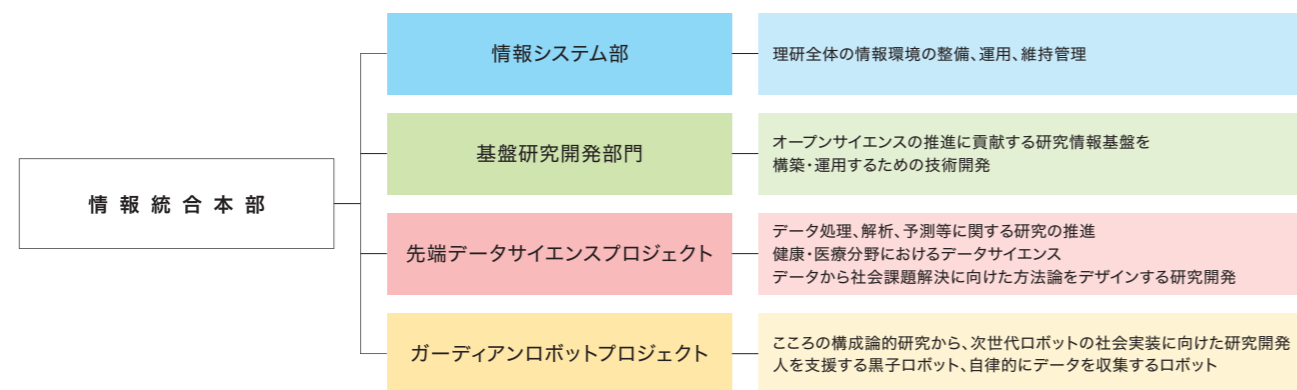 情報統合本部
情報システム部
理研全体の情報環境の整備、運用、維持管理
基盤研究開発部門
オープンサイエンスの推進に貢献する研究情報基盤を
構築・運用するための技術開発
先端データサイエンスプロジェクト
データ処理、解析、予測等に関する研究の推進
健康・医療分野におけるデータサイエンス
データから社会課題解決に向けた方法論をデザインする研究開発
ガーディアンロボットプロジェクト
こころの構成論的研究から、次世代ロボットの社会実装に向けた研究開発
人を支援する黒子ロボット、自律的にデータを収集するロボット